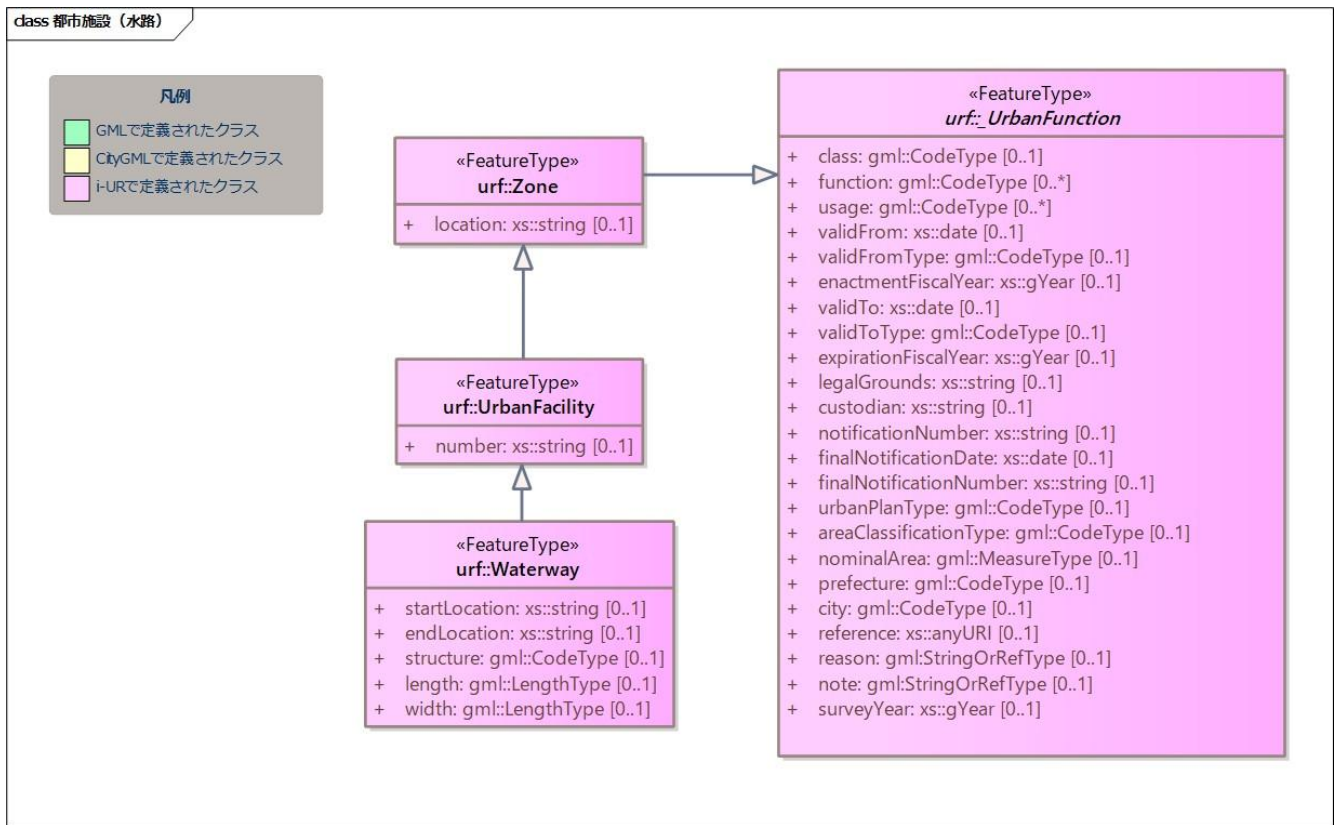 class 都市施設（水路）
凡例
GMLで定義されたクラス
CityGMLで定義されたクラス
i-URで定義されたクラス
«FeatureType»
urf::Zone
+ location: xs::string [0..1]
«FeatureType»
urf::UrbanFacility
+ number: xs::string [0..1]
«FeatureType»
urf::Waterway
+ startLocation: xs::string [0..1]
+ endLocation: xs::string [0..1]
+ structure: gml::CodeType [0..1]
+ length: gml::LengthType [0..1]
+ width: gml::LengthType [0..1]
«FeatureType»
urf::_UrbanFunction
+ class: gml::CodeType [0..1]
+ function: gml::CodeType [0..*]
+ usage: gml::CodeType [0..*]
+ validFrom: xs::date [0..1]
+ validFromType: gml::CodeType [0..1]
+ enactmentFiscalYear: xs::gYear [0..1]
+ validTo: xs::date [0..1]
+ validToType: gml::CodeType [0..1]
+ expirationFiscalYear: xs::gYear [0..1]
+ legalGrounds: xs::string [0..1]
+ custodian: xs::string [0..1]
+ notificationNumber: xs::string [0..1]
+ finalNotificationDate: xs::date [0..1]
+ finalNotificationNumber: xs::string [0..1]
+ urbanPlanType: gml::CodeType [0..1]
+ areaClassificationType: gml::CodeType [0..1]
+ nominalArea: gml::MeasureType [0..1]
+ prefecture: gml::CodeType [0..1]
+ city: gml::CodeType [0..1]
+ reference: xs::anyURI [0..1]
+ reason: gml:StringOrRefType [0..1]
+ note: gml:StringOrRefType [0..1]
+ surveyYear: xs::gYear [0..1]